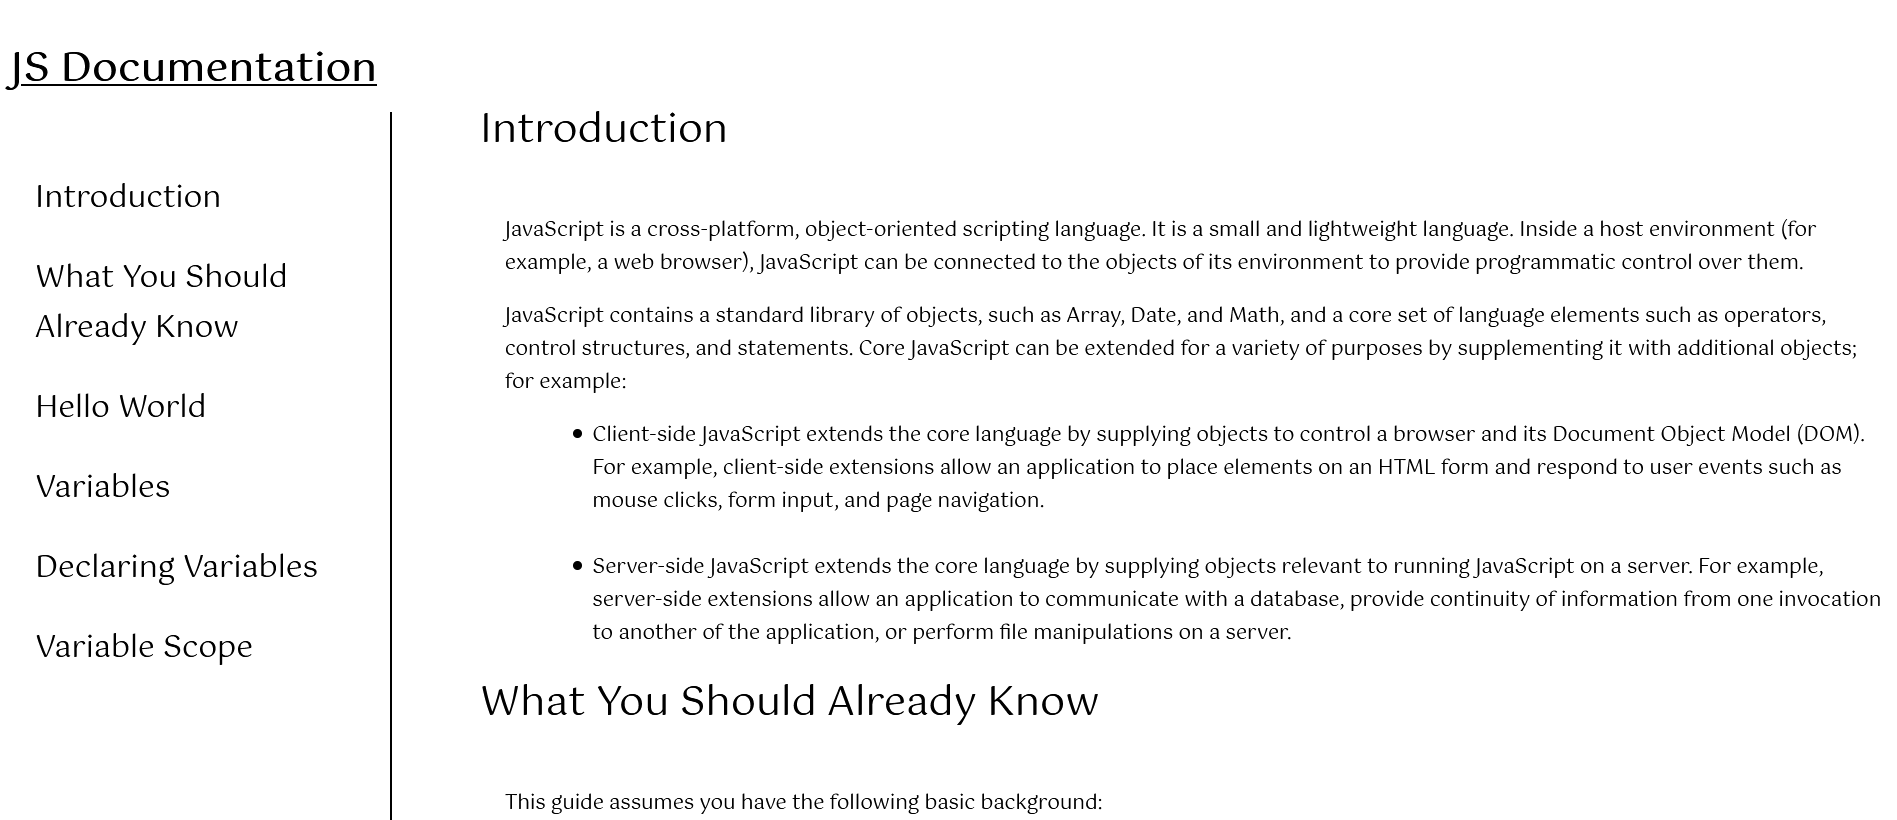 JS Documentation
Introduction
What You Should
Already Know
Hello World
Variables
Declaring Variables
Variable Scope
Introduction
JavaScript is a cross-platform, object-oriented scripting language. It is a small and lightweight language. Inside a host environment (for
example, a web browser), JavaScript can be connected to the objects of its environment to provide programmatic control over them.
JavaScript contains a standard library of objects, such as Array, Date, and Math, and a core set of language elements such as operators,
control structures, and statements. Core JavaScript can be extended for a variety of purposes by supplementing it with additional objects;
for example:
• Client-side JavaScript extends the core language by supplying objects to control a browser and its Document Object Model (DOM).
For example, client-side extensions allow an application to place elements on an HTML form and respond to user events such as
mouse clicks, form input, and page navigation.
• Server-side JavaScript extends the core language by supplying objects relevant to running JavaScript on a server. For example,
server-side extensions allow an application to communicate with a database, provide continuity of information from one invocation
to another of the application, or perform file manipulations on a server.
What You Should Already Know
This guide assumes you have the following basic background: